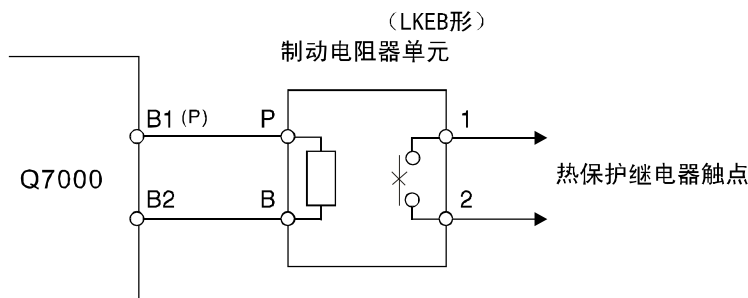 （LKEB形）
制动电阻器单元
B1 (P)
P
1
Q7000
热保护继电器触点
B2
B
2